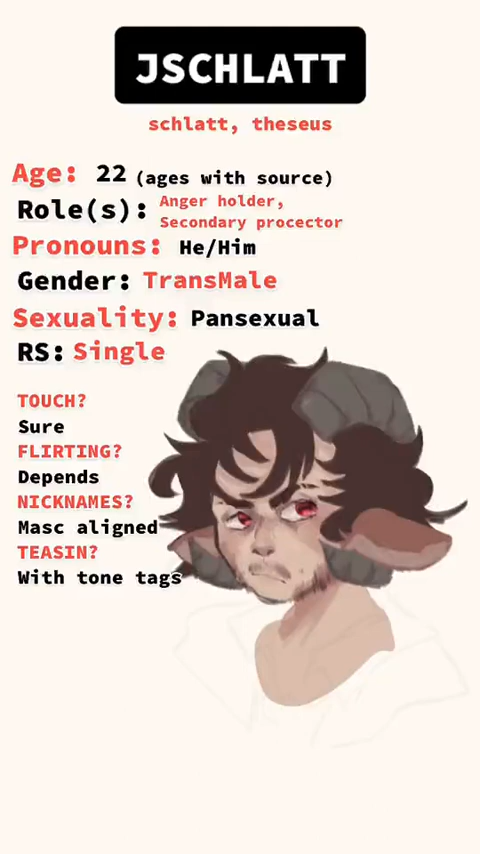 JSCHLATT
schlatt, theseus
Age: 22 (ages with source)
Role(s): Anger holder,
Secondary procector
Pronouns: He/Him
Gender: TransMale
Sexuality: Pansexual
RS: Single
TOUCH?
Sure
FLIRTING?
Depends
NICKNAMES?
Masc aligned
TEASIN?
With tone tags